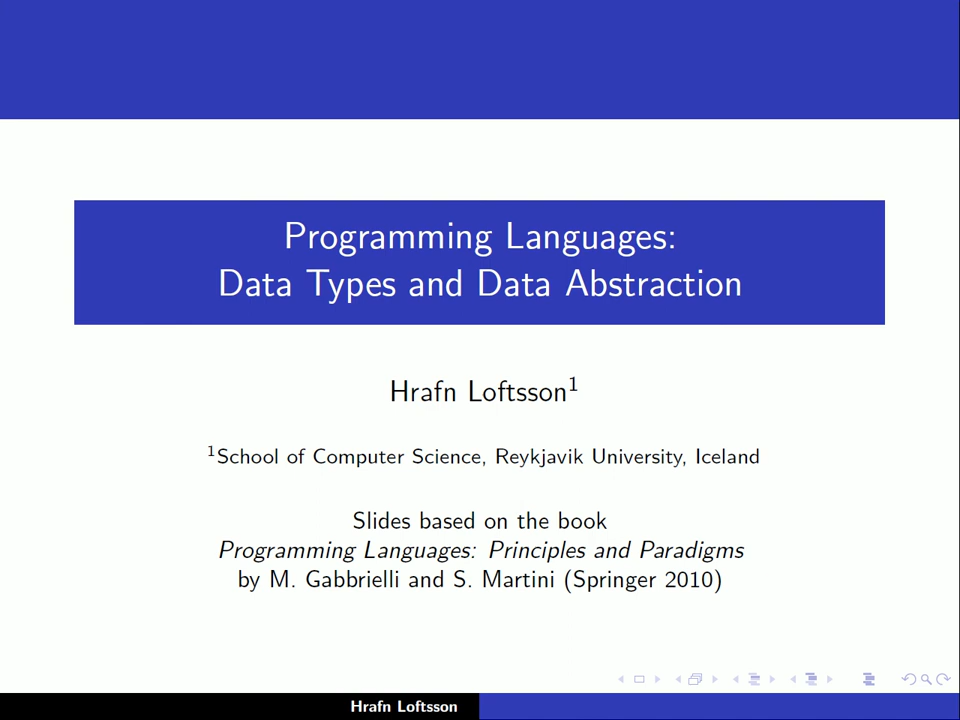 Programming Languages:
Data Types and Data Abstraction
Hrafn Loftsson¹
¹School of Computer Science, Reykjavik University, Iceland
Slides based on the book
Programming Languages: Principles and Paradigms
by M. Gabbrielli and S. Martini (Springer 2010)
Hrafn Loftsson